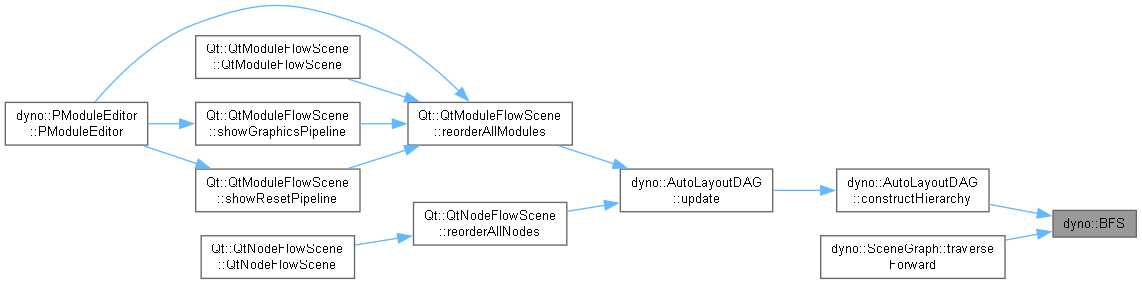 Qt::QtModuleFlowScene
::QtModuleFlowScene
dyno::PModuleEditor
::PModuleEditor
Qt::QtModuleFlowScene
::showGraphicsPipeline
Qt::QtModuleFlowScene
::reorderAllModules
Qt::QtModuleFlowScene
::showResetPipeline
dyno::AutoLayoutDAG
::update
dyno::AutoLayoutDAG
::constructHierarchy
Qt::QtNodeFlowScene
::reorderAllNodes
dyno::BFS
Qt::QtNodeFlowScene
::QtNodeFlowScene
dyno::SceneGraph::traverse
Forward